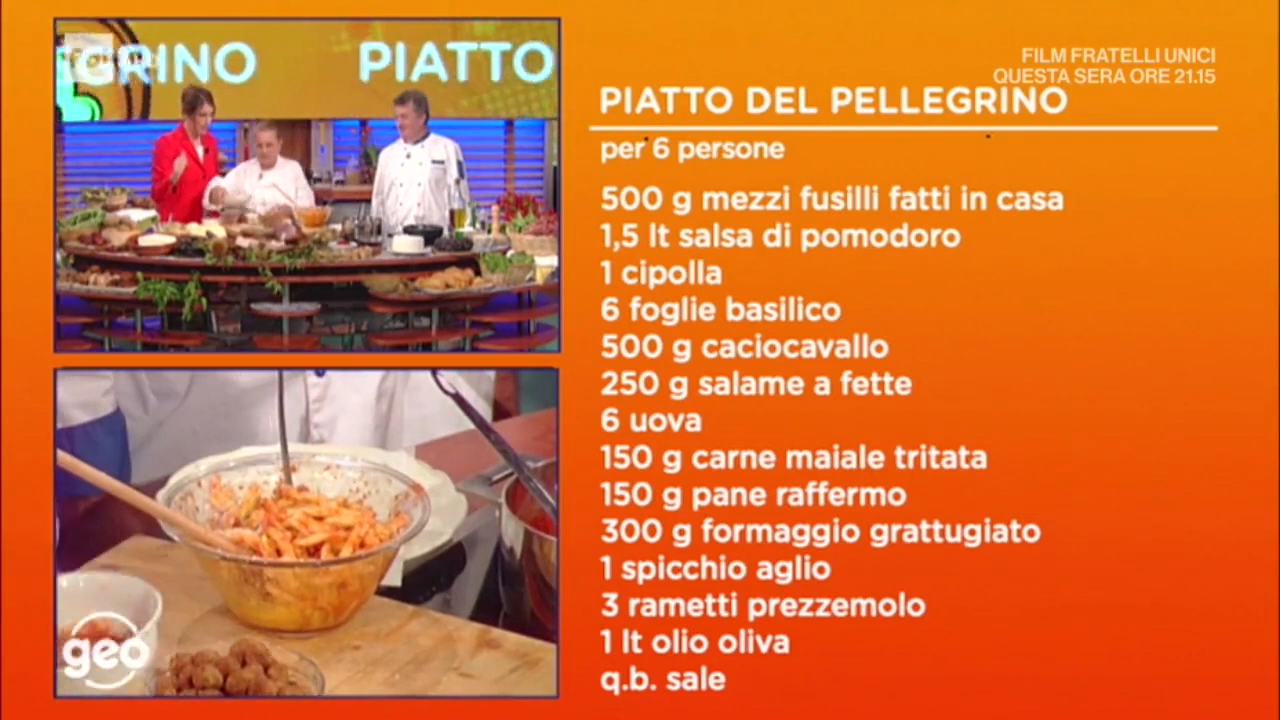 GRINO PIATTO
FILM FRATELLI UNICI
QUESTA SERA ORE 21.15
PIATTO DEL PELLEGRINO
per 6 persone
500 g mezzi fusilli fatti in casa
1,5 lt salsa di pomodoro
1 cipolla
6 foglie basilico
500 g caciocavallo
250 g salame a fette
6 uova
150 g carne maiale tritata
150 g pane raffermo
300 g formaggio grattugiato
1 spicchio aglio
3 rametti prezzemolo
1 lt olio oliva
q.b. sale
geo